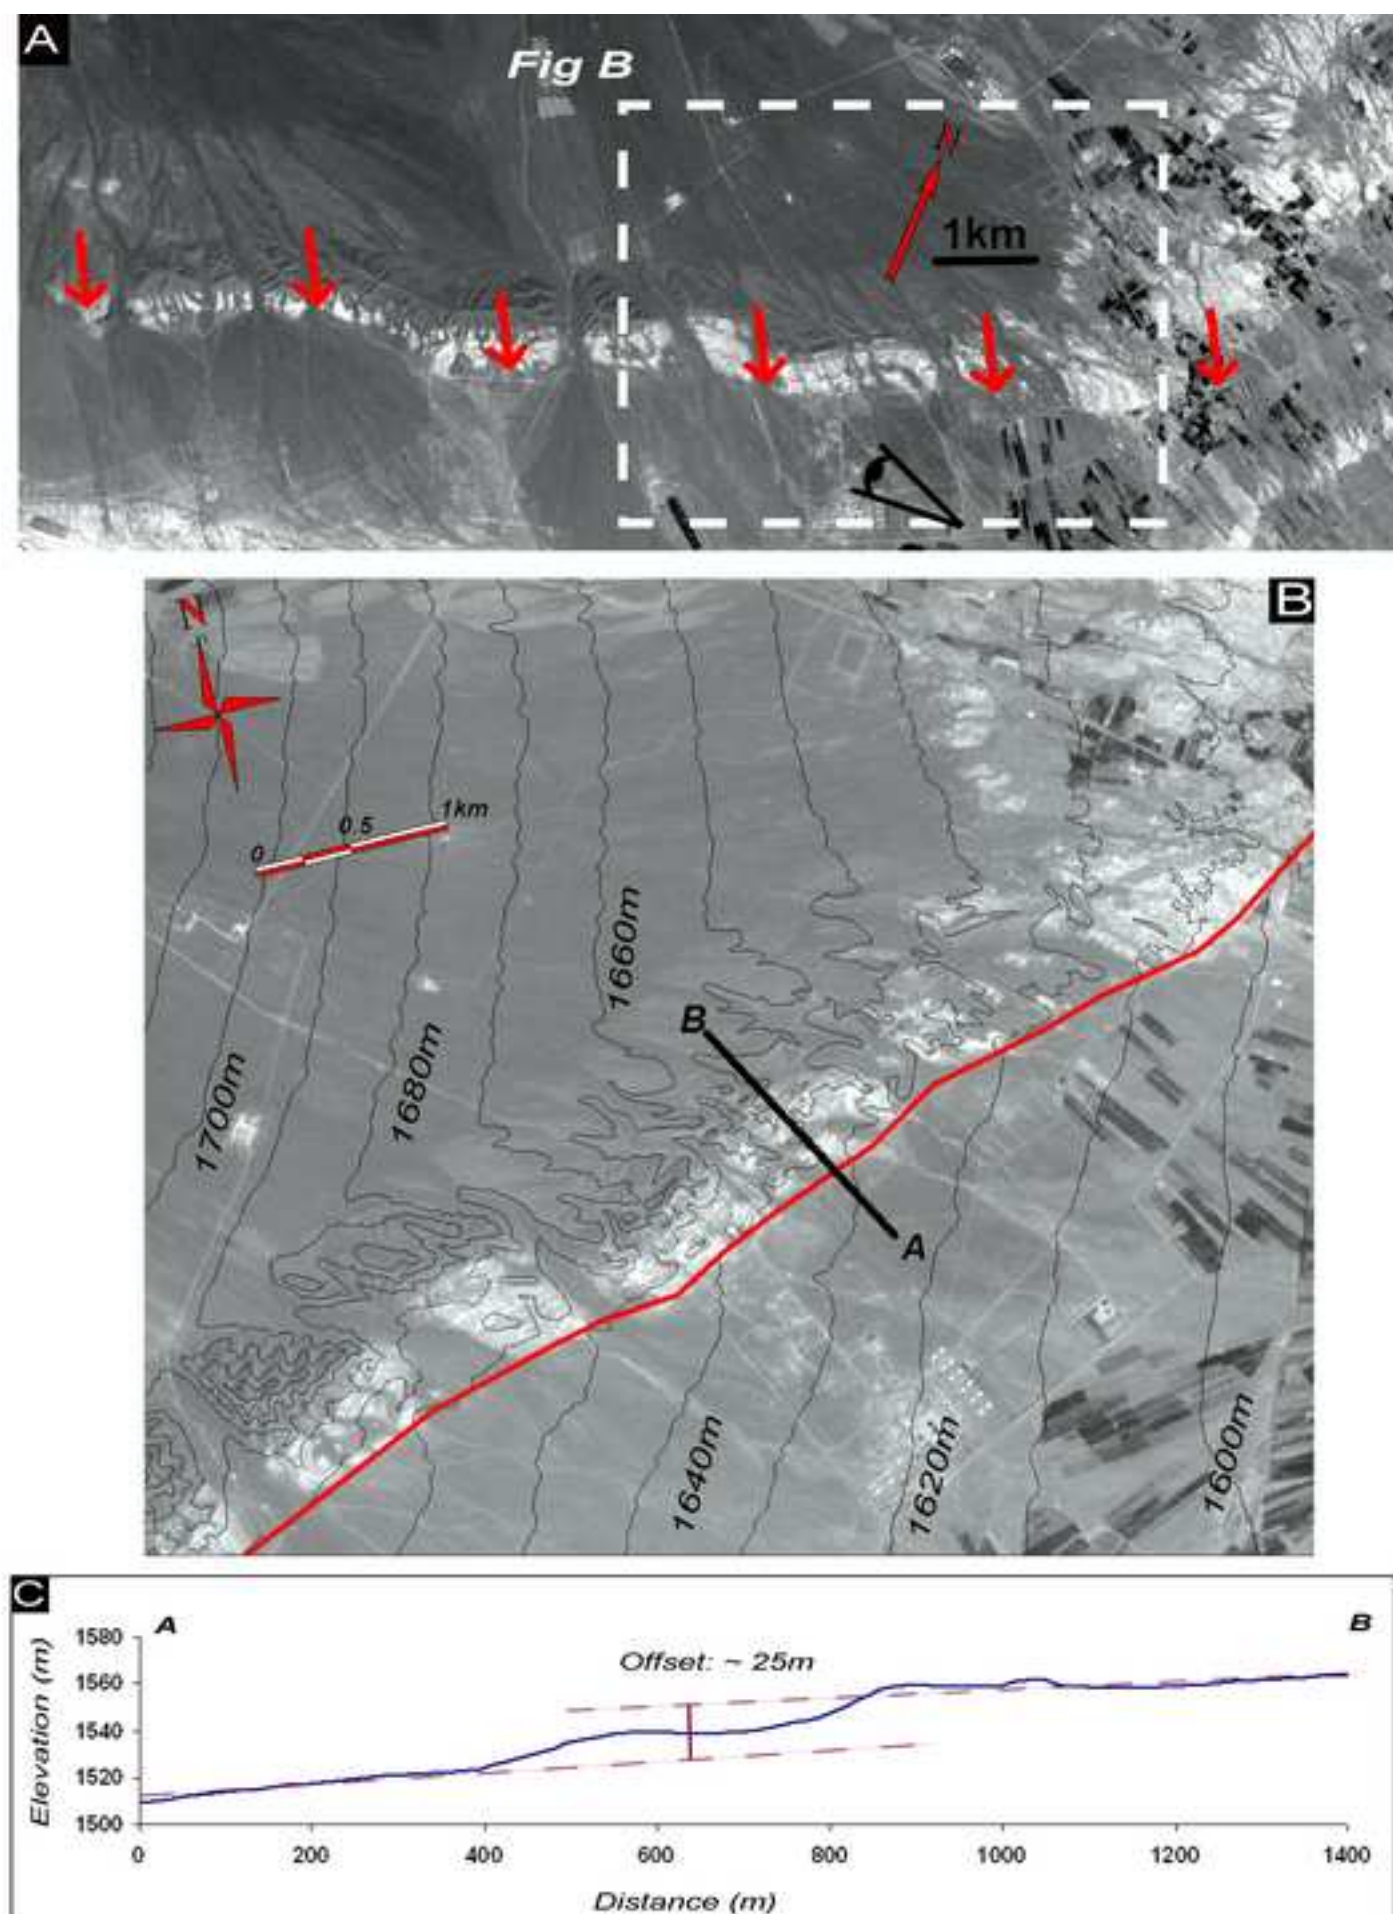 A
Fig B
N
1km
B
N
0
0.5
1km
1660m
B
1680m
1700m
A
1640m
1620m
1600m
C
A
B
Offset: ~ 25m
Elevation (m)
1580
1560
1540
1520
1500
0
200
400
600
800
1000
1200
1400
Distance (m)